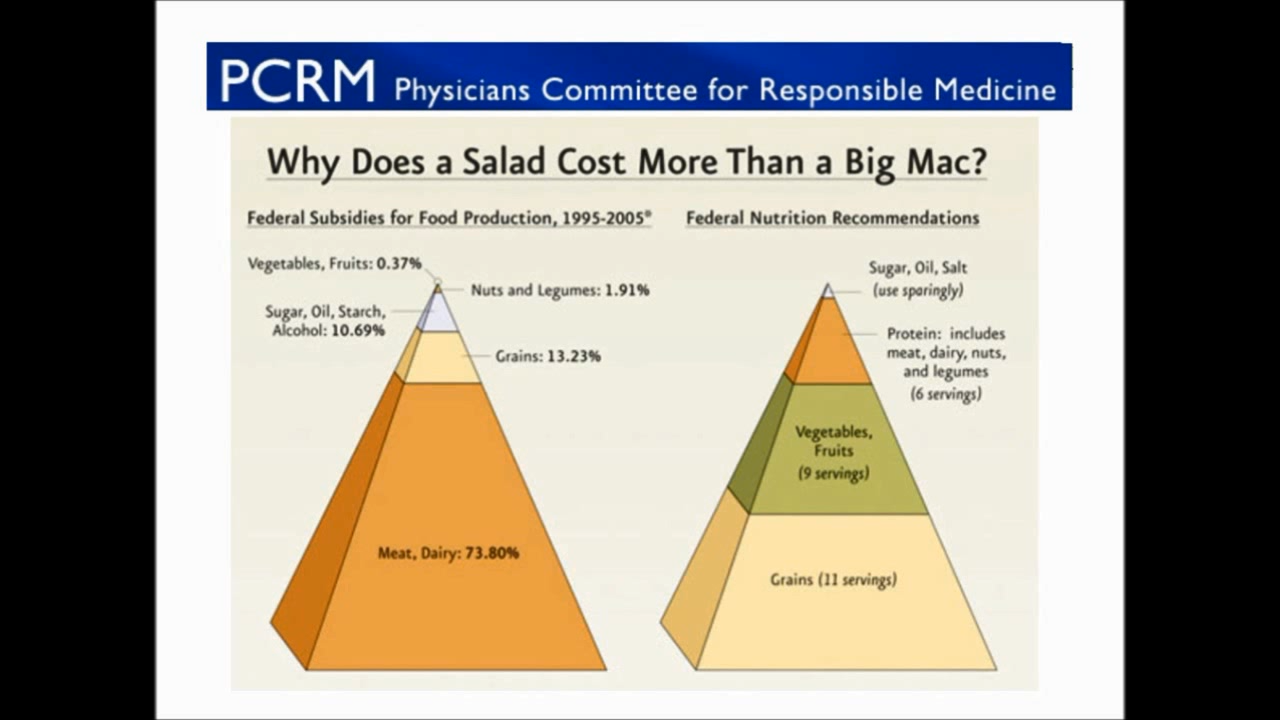 PCRM Physicians Committee for Responsible Medicine
Why Does a Salad Cost More Than a Big Mac?
Federal Subsidies for Food Production, 1995-2005*
Vegetables, Fruits: 0.37%
Nuts and Legumes: 1.91%
Sugar, Oil, Starch,
Alcohol: 10.69%
Grains: 13.23%
Meat, Dairy: 73.80%
Federal Nutrition Recommendations
Sugar, Oil, Salt
(use sparingly)
Protein: includes
meat, dairy, nuts,
and legumes
(6 servings)
Vegetables,
Fruits
(9 servings)
Grains (11 servings)